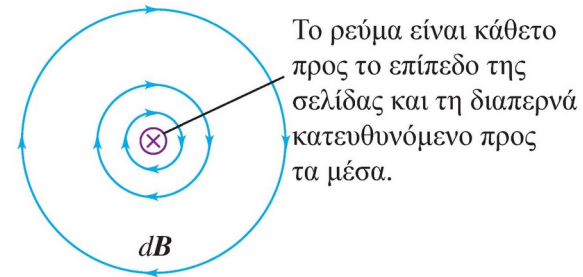 Το ρεύμα είναι κάθετο
προς το επίπεδο της
σελίδας και τη διαπερνά
κατευθυνόμενο προς
τα μέσα.
dB